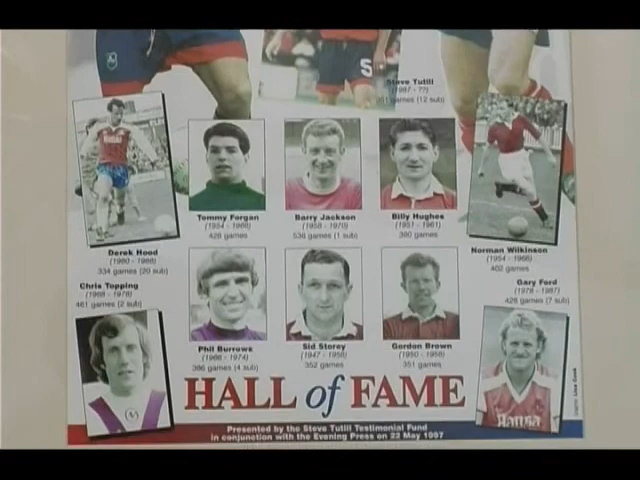 Steve Tutill
(1987 - ??)
games (12 sub)
Tommy Forgan
(1954 - 1966)
428 games
Barry Jackson
(1958 - 1970)
538 games (1 sub)
Billy Hughes
(1951 - 1961)
380 games
Derek Hood
(1980 - 1988)
334 games (20 sub)
Norman Wilkinson
(1954 - 1966)
402 games
Chris Topping
(1968 - 1978)
461 games (2 sub)
Gary Ford
(1978 - 1987)
428 games (7 sub)
Phil Burrows
(1966 - 1974)
386 games (4 sub)
Sid Storey
(1947 - 1956)
352 games
Gordon Brown
(1950 - 1958)
351 games
HALL of FAME
Presented by the Steve Tutill Testimonial Fund
in conjunction with the Evening Press on 22 May 1997